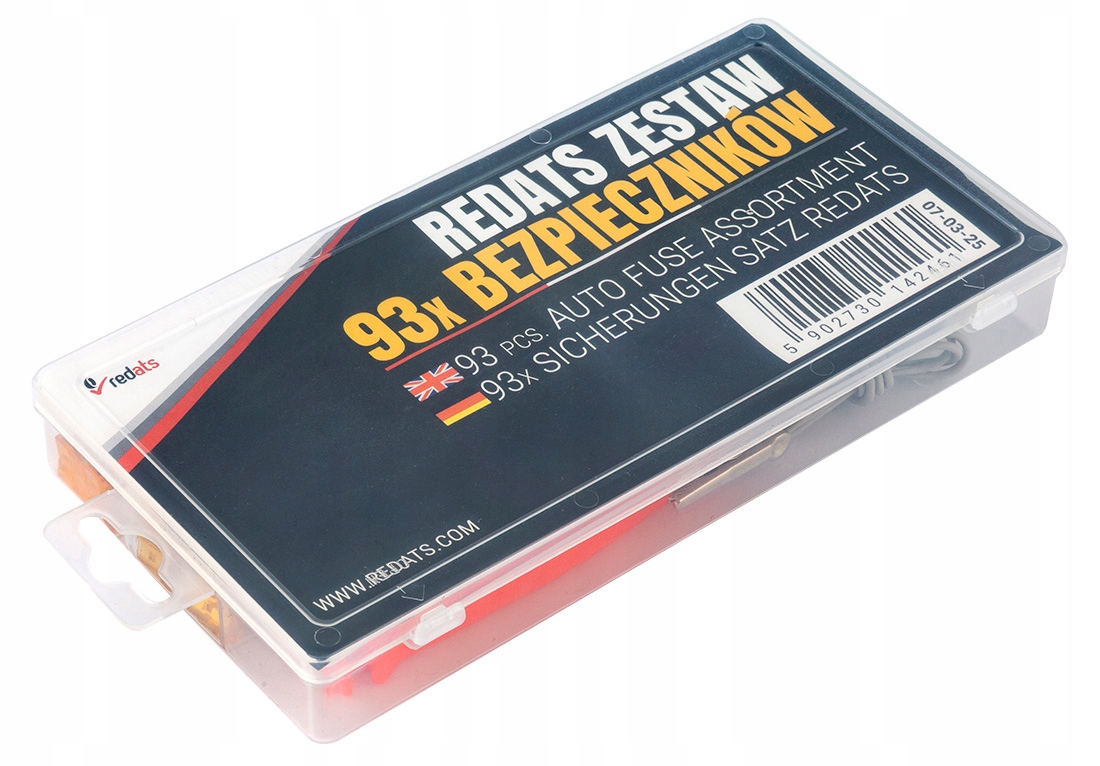 REDATS ZESTAW
93x BEZPIECZNIKÓW
93 PCS. AUTO FUSE ASSORTMENT
93x SICHERUNGEN SATZ REDATS
07-03-25
5 902730 142461
redats
WWW.REDATS.COM